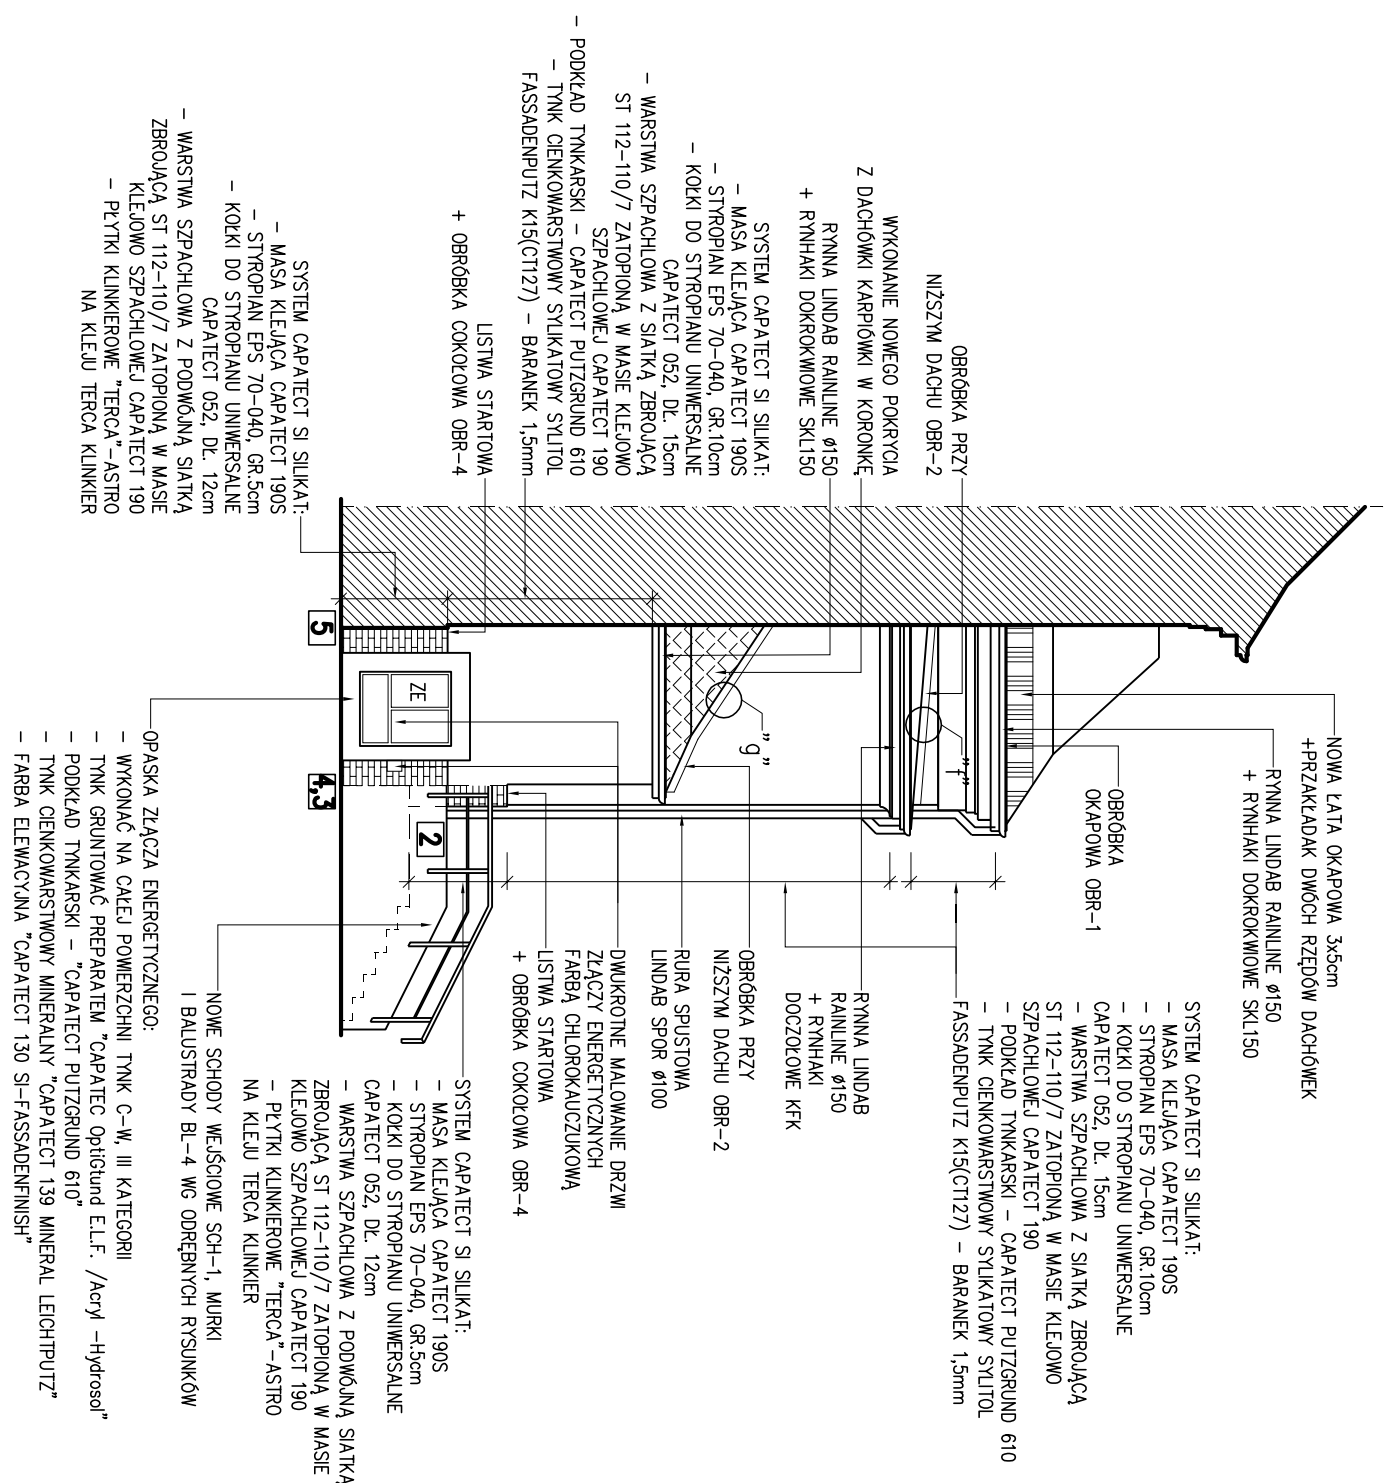 NOWA ŁATA OKAPOWA 3x5cm
+PRZAKŁADAK DWÓCH RZĘDÓW DACHÓWEK
RYNNA LINDAB RAINLINE ø150
+ RYNHAKI DOKROKWIOWE SKL150
OBRÓBKA
OKAPOWA OBR-1
SYSTEM CAPATECT SI SILIKAT:
- MASA KLEJĄCA CAPATECT 190S
- STYROPIAN EPS 70-040, GR.10cm
- KOŁKI DO STYROPIANU UNIWERSALNE
CAPATECT 052, DŁ. 15cm
- WARSTWA SZPACHLOWA Z SIATKĄ ZBROJĄCĄ
ST 112-110/7 ZATOPIONĄ W MASIE KLEJOWO
SZPACHLOWEJ CAPATECT 190
- PODKŁAD TYNKARSKI - CAPATECT PUTZGRUND 610
- TYNK CIENKOWARSTWOWY SYLIKATOWY SYLITOL
FASSADENPUTZ K15(CT127) - BARANEK 1,5mm
RYNNA LINDAB
RAINLINE ø150
+ RYNHAKI
DOCZOŁOWE KFK
OBRÓBKA PRZY
NIŻSZYM DACHU OBR-2
RURA SPUSTOWA
LINDAB SPOR ø100
DWUKROTNE MALOWANIE DRZWI
ZŁĄCZY ENERGETYCZNYCH
FARBĄ CHLOROKAUCZUKOWĄ
LISTWA STARTOWA
+ OBRÓBKA COKOŁOWA OBR-4
SYSTEM CAPATECT SI SILIKAT:
- MASA KLEJĄCA CAPATECT 190S
- STYROPIAN EPS 70-040, GR.5cm
- KOŁKI DO STYROPIANU UNIWERSALNE
CAPATECT 052, DŁ. 12cm
- WARSTWA SZPACHLOWA Z PODWÓJNĄ SIATKĄ
ZBROJĄCĄ ST 112-110/7 ZATOPIONĄ W MASIE
KLEJOWO SZPACHLOWEJ CAPATECT 190
- PŁYTKI KLINKIEROWE "TERCA"-ASTRO
NA KLEJU TERCA KLINKIER
NOWE SCHODY WEJŚCIOWE SCH-1, MURKI
I BALUSTRADY BL-4 WG ODRĘBNYCH RYSUNKÓW
OPASKA ZŁĄCZA ENERGETYCZNEGO:
- WYKONAĆ NA CAŁEJ POWIERZCHNI TYNK C-W, III KATEGORII
- TYNK GRUNTOWAĆ PREPARATEM "CAPATEC OptiGtund E.L.F. /Acryl -Hydrosol"
- PODKŁAD TYNKARSKI - "CAPATECT PUTZGRUND 610"
- TYNK CIENKOWARSTWOWY MINERALNY "CAPATECT 139 MINERAL LEICHTPUTZ"
- FARBA ELEWACYJNA "CAPATECT 130 SI-FASSADENFINISH"
OBRÓBKA PRZY
NIŻSZYM DACHU OBR-2
WYKONANIE NOWEGO POKRYCIA
Z DACHÓWKI KARPIÓWKI W KORONKĘ
RYNNA LINDAB RAINLINE ø150
+ RYNHAKI DOKROKWIOWE SKL150
SYSTEM CAPATECT SI SILIKAT:
- MASA KLEJĄCA CAPATECT 190S
- STYROPIAN EPS 70-040, GR.10cm
- KOŁKI DO STYROPIANU UNIWERSALNE
CAPATECT 052, DŁ. 15cm
- WARSTWA SZPACHLOWA Z SIATKĄ ZBROJĄCĄ
ST 112-110/7 ZATOPIONĄ W MASIE KLEJOWO
SZPACHLOWEJ CAPATECT 190
- PODKŁAD TYNKARSKI - CAPATECT PUTZGRUND 610
- TYNK CIENKOWARSTWOWY SYLIKATOWY SYLITOL
FASSADENPUTZ K15(CT127) - BARANEK 1,5mm
LISTWA STARTOWA
+ OBRÓBKA COKOŁOWA OBR-4
SYSTEM CAPATECT SI SILIKAT:
- MASA KLEJĄCA CAPATECT 190S
- STYROPIAN EPS 70-040, GR.5cm
- KOŁKI DO STYROPIANU UNIWERSALNE
CAPATECT 052, DŁ. 12cm
- WARSTWA SZPACHLOWA Z PODWÓJNĄ SIATKĄ
ZBROJĄCĄ ST 112-110/7 ZATOPIONĄ W MASIE
KLEJOWO SZPACHLOWEJ CAPATECT 190
- PŁYTKI KLINKIEROWE "TERCA"-ASTRO
NA KLEJU TERCA KLINKIER
"f"
"g"
ZE
2
5
4,3